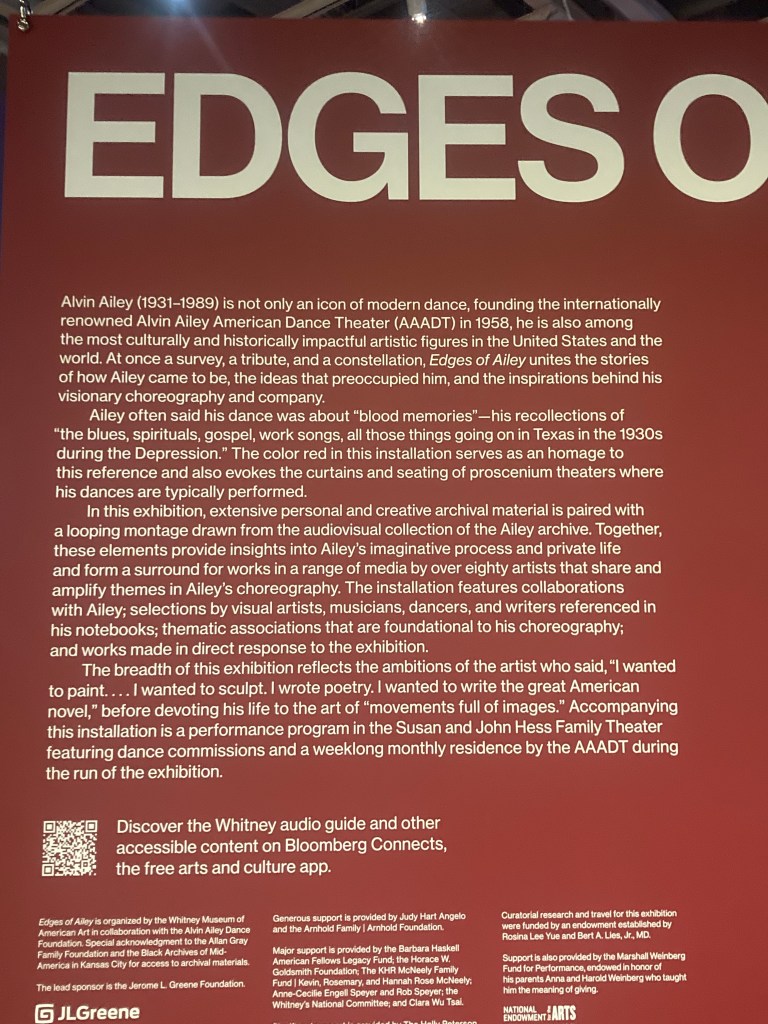 EDGES O
Alvin Ailey (1931–1989) is not only an icon of modern dance, founding the internationally
renowned Alvin Ailey American Dance Theater (AAADT) in 1958, he is also among
the most culturally and historically impactful artistic figures in the United States and the
world. At once a survey, a tribute, and a constellation, Edges of Ailey unites the stories
of how Ailey came to be, the ideas that preoccupied him, and the inspirations behind his
visionary choreography and company.
Ailey often said his dance was about “blood memories”—his recollections of
“the blues, spirituals, gospel, work songs, all those things going on in Texas in the 1930s
during the Depression.” The color red in this installation serves as an homage to
this reference and also evokes the curtains and seating of proscenium theaters where
his dances are typically performed.
In this exhibition, extensive personal and creative archival material is paired with
a looping montage drawn from the audiovisual collection of the Ailey archive. Together,
these elements provide insights into Ailey’s imaginative process and private life
and form a surround for works in a range of media by over eighty artists that share and
amplify themes in Ailey’s choreography. The installation features collaborations
with Ailey; selections by visual artists, musicians, dancers, and writers referenced in
his notebooks; thematic associations that are foundational to his choreography;
and works made in direct response to the exhibition.
The breadth of this exhibition reflects the ambitions of the artist who said, “I wanted
to paint. . . . I wanted to sculpt. I wrote poetry. I wanted to write the great American
novel,” before devoting his life to the art of “movements full of images.” Accompanying
this installation is a performance program in the Susan and John Hess Family Theater
featuring dance commissions and a weeklong monthly residence by the AAADT during
the run of the exhibition.
Discover the Whitney audio guide and other
accessible content on Bloomberg Connects,
the free arts and culture app.
Edges of Ailey is organized by the Whitney Museum of
American Art in collaboration with the Alvin Ailey Dance
Foundation. Special acknowledgment to the Allan Gray
Family Foundation and the Black Archives of Mid-
America in Kansas City for access to archival materials.
The lead sponsor is the Jerome L. Greene Foundation.
JLGreene
Generous support is provided by Judy Hart Angelo
and the Arnhold Family | Arnhold Foundation.
Major support is provided by the Barbara Haskell
American Fellows Legacy Fund; the Horace W.
Goldsmith Foundation; The KHR McNeely Family
Fund | Kevin, Rosemary, and Hannah Rose McNeely;
Anne-Cecilie Engell Speyer and Rob Speyer; the
Whitney’s National Committee; and Clara Wu Tsai.
Curatorial research and travel for this exhibition
were funded by an endowment established by
Rosina Lee Yue and Bert A. Lies, Jr., MD.
Support is also provided by the Marshall Weinberg
Fund for Performance, endowed in honor of
his parents Anna and Harold Weinberg who taught
him the meaning of giving.
NATIONAL
ENDOWMENT for the ARTS